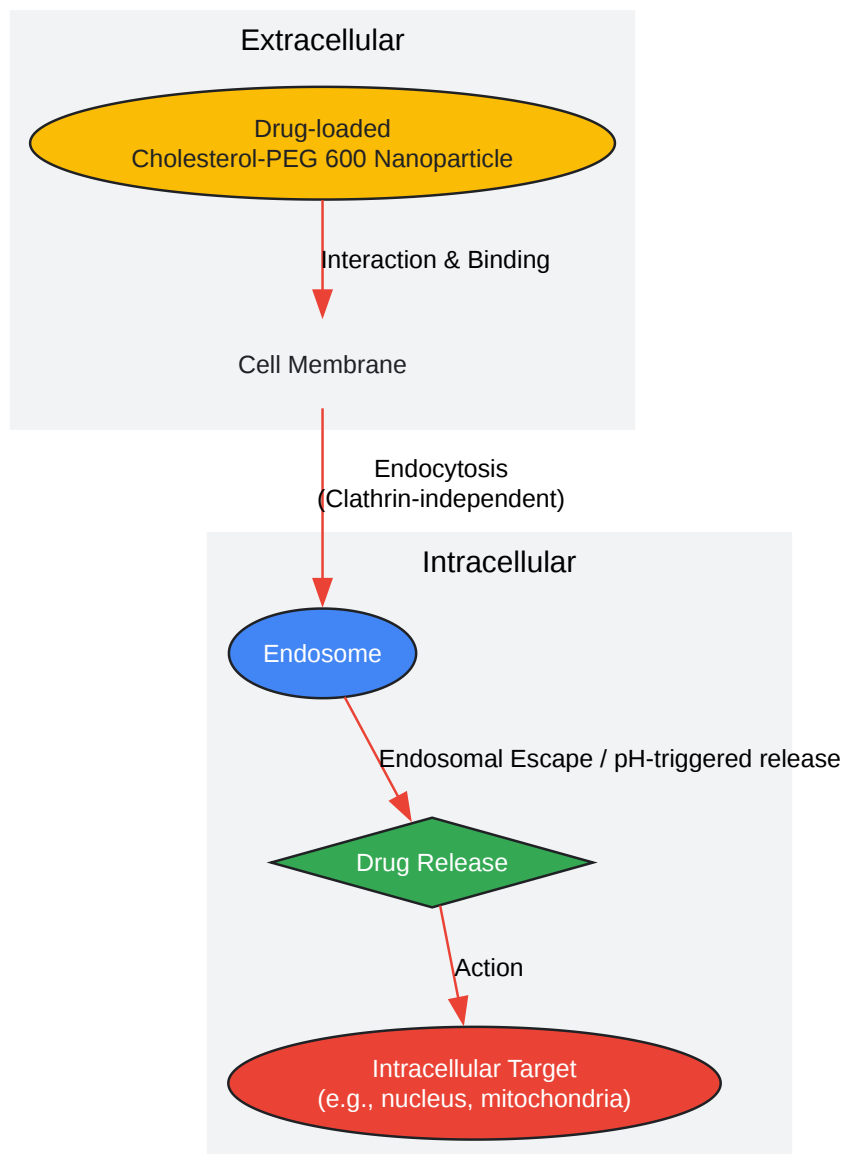 Extracellular
Drug-loaded
Cholesterol-PEG 600 Nanoparticle
Interaction & Binding
Cell Membrane
Endocytosis
(Clathrin-independent)
Intracellular
Endosome
Endosomal Escape / pH-triggered release
Drug Release
Action
Intracellular Target
(e.g., nucleus, mitochondria)